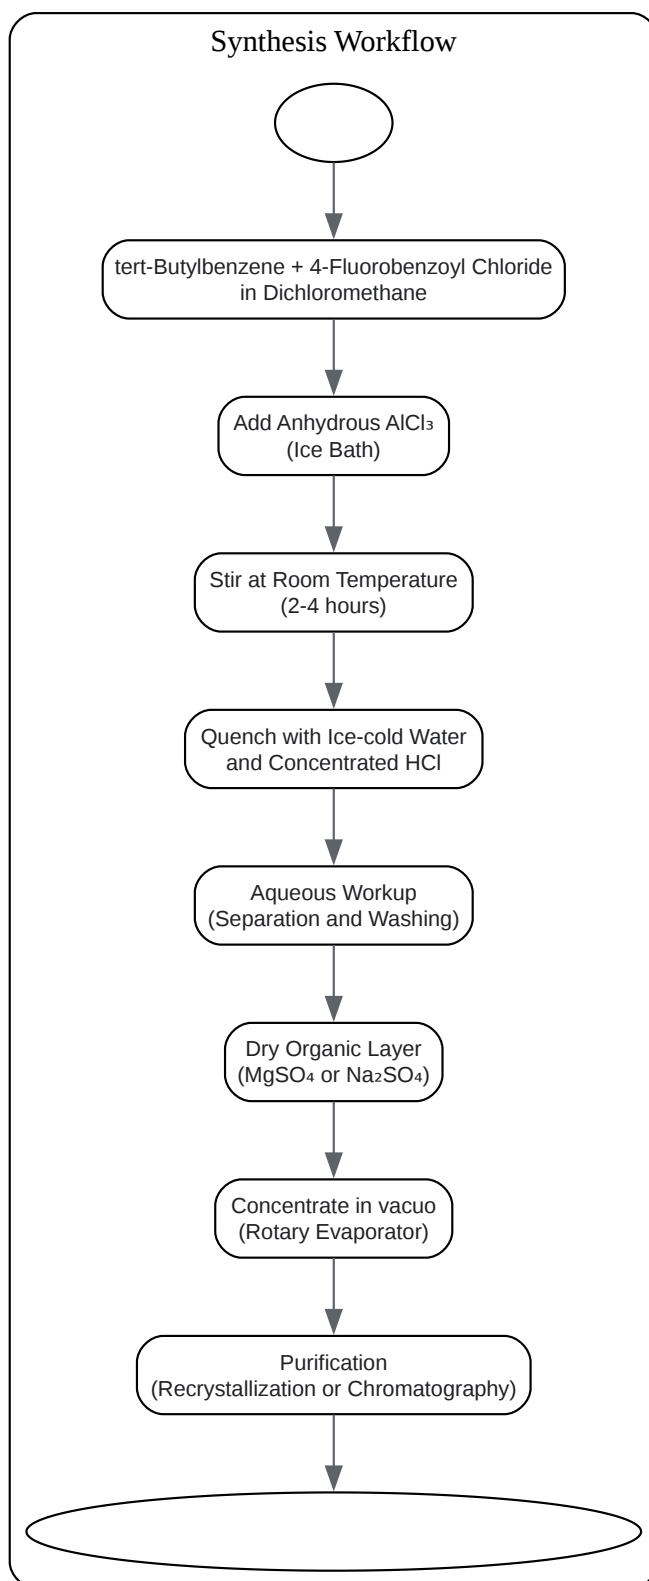 Synthesis Workflow
tert-Butylbenzene + 4-Fluorobenzoyl Chloride
in Dichloromethane
Add Anhydrous AlCl₃
(Ice Bath)
Stir at Room Temperature
(2-4 hours)
Quench with Ice-cold Water
and Concentrated HCl
Aqueous Workup
(Separation and Washing)
Dry Organic Layer
(MgSO₄ or Na₂SO₄)
Concentrate in vacuo
(Rotary Evaporator)
Purification
(Recrystallization or Chromatography)